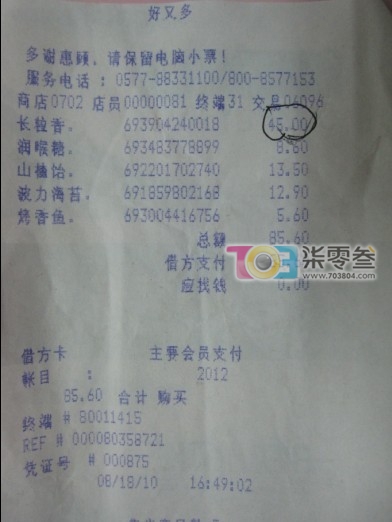 好又多
多谢惠顾，请保留电脑小票！
服务电话：0577-88331100/800-8577153
商店0702 店员00000081 终端31 交易06096
长粒香。 693904240018 45.00
润喉糖。 693483778899 8.60
山楂饴。 692201702740 13.50
波力海苔。 691859802168 12.90
烤香鱼。 693004416756 5.60
总额 85.60
借方支付
应找钱 0.00
703 柒零叁
www.703804.com
借方卡 主要会员支付
帐目 : 2012
85.60 合计 购买
终端 # 80011415
REF # 000080358721
凭证号 # 000875
08/18/10 16:49:02